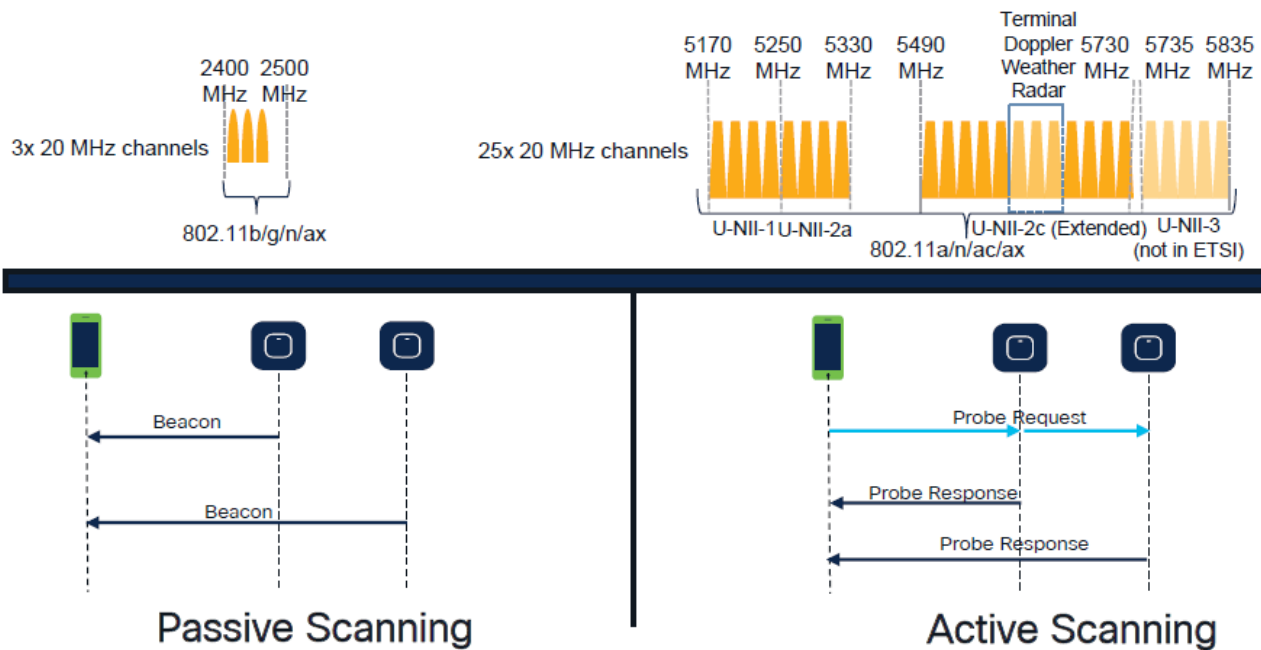 2400 2500
MHz MHz
3x 20 MHz channels
802.11b/g/n/ax
5170 5250 5330 5490
MHz MHz MHz MHz
Terminal
Doppler
Weather
Radar
5730 5735 5835
MHz MHz MHz
25x 20 MHz channels
U-NII-1 U-NII-2a U-NII-2c (Extended) U-NII-3
802.11a/n/ac/ax (not in ETSI)
Beacon
Beacon
Passive Scanning
Probe Request
Probe Response
Probe Response
Active Scanning